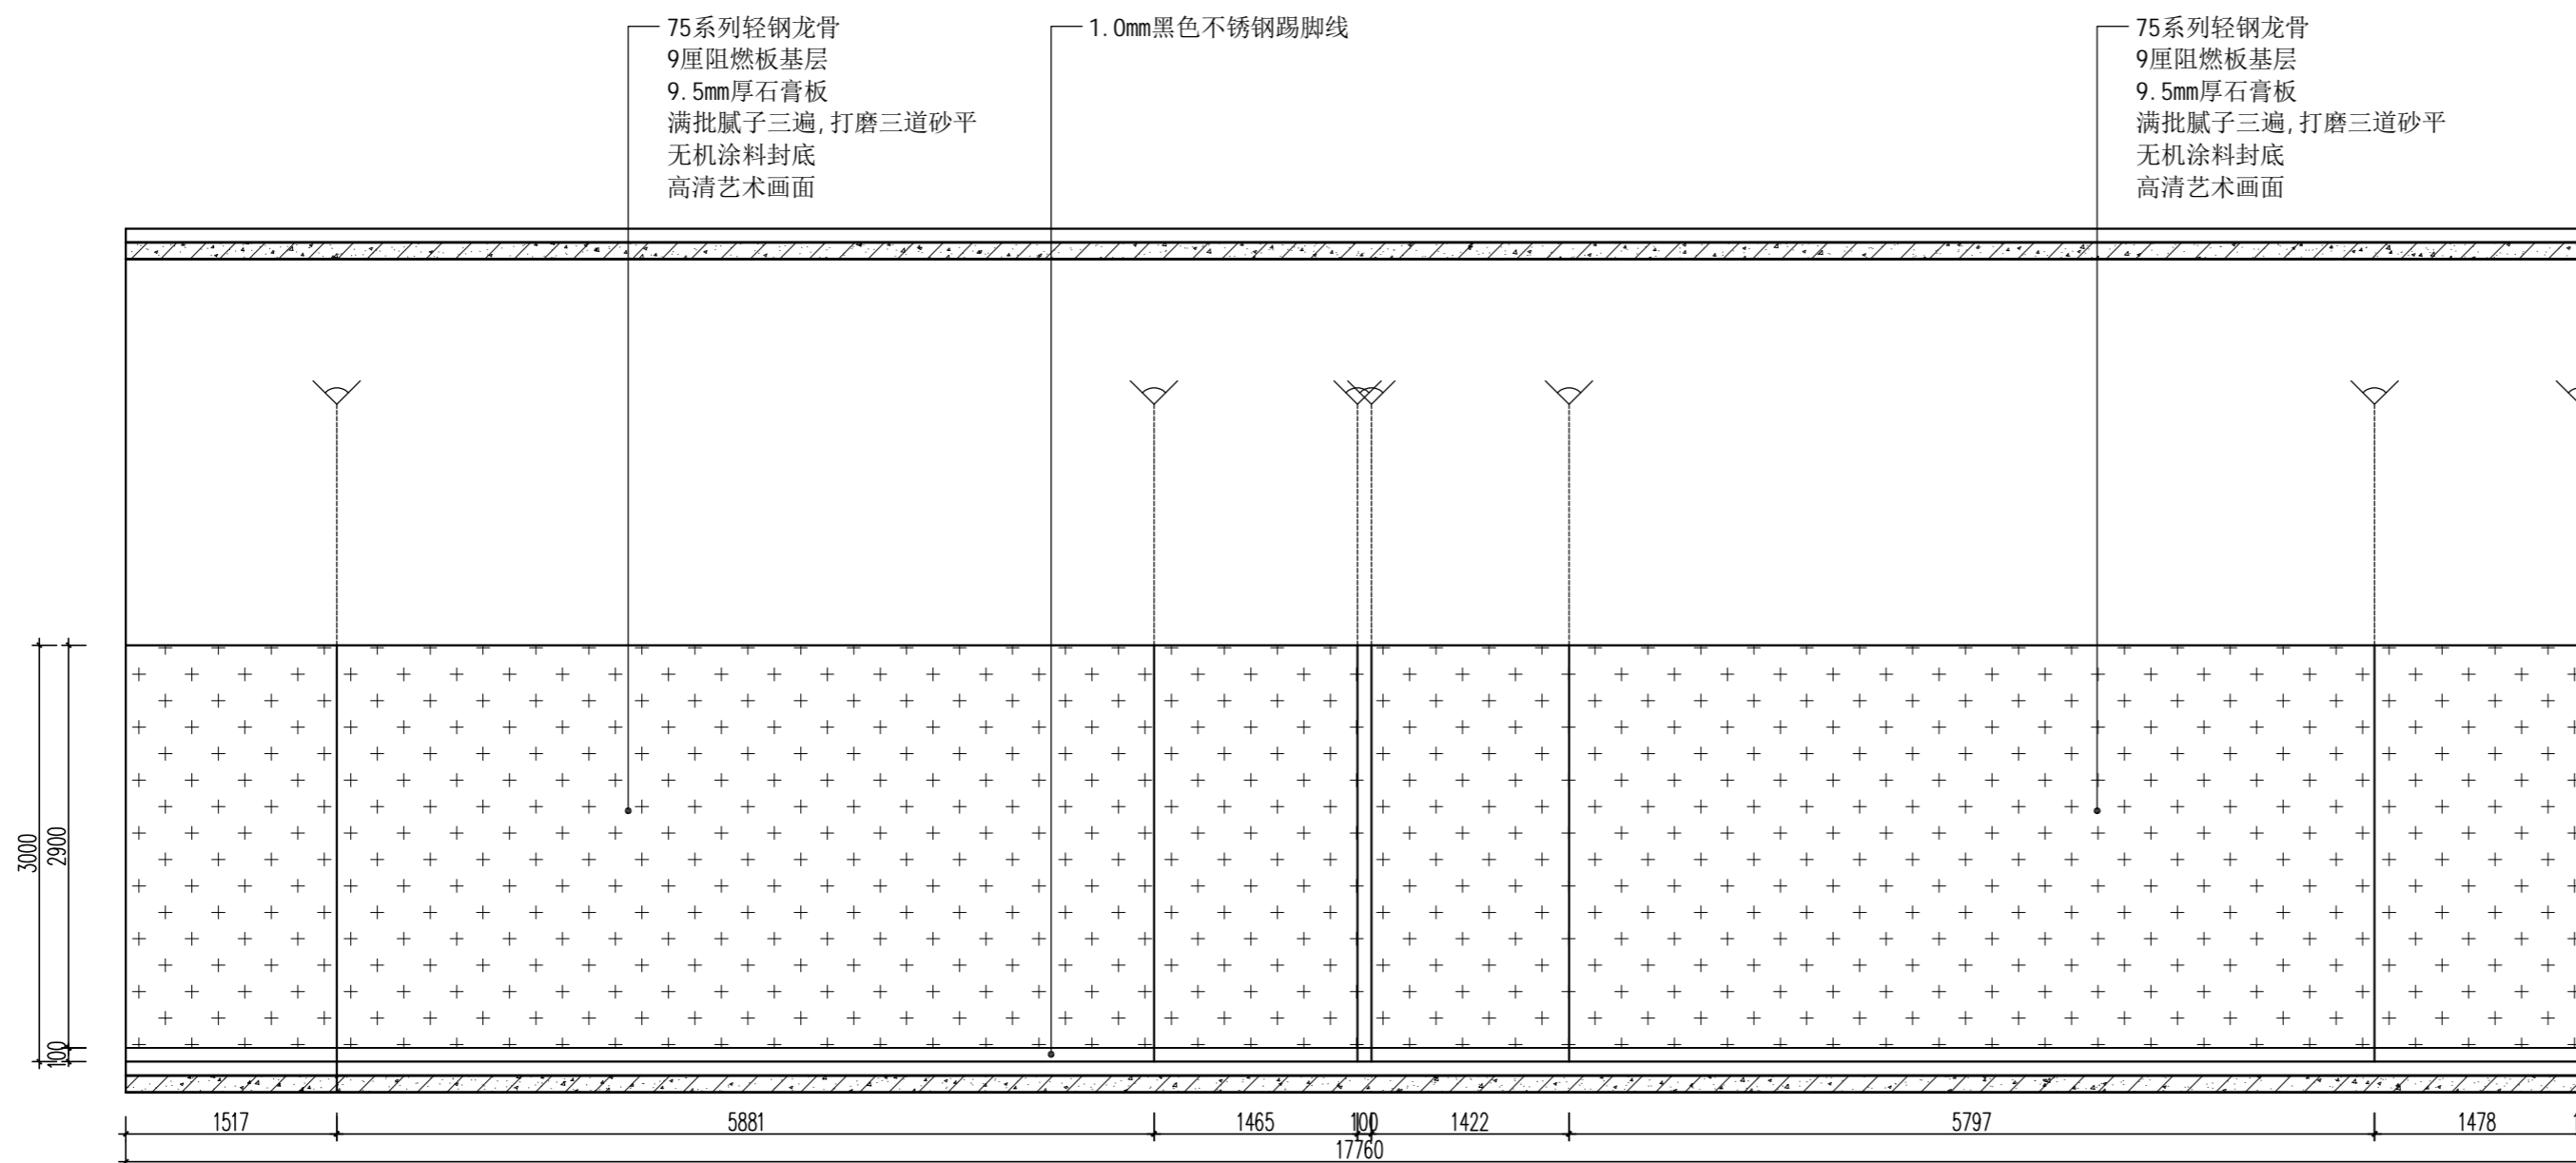 75系列轻钢龙骨
9厘阻燃板基层
9.5mm厚石膏板
满批腻子三遍,打磨三道砂平
无机涂料封底
高清艺术画面
1.0mm黑色不锈钢踢脚线
75系列轻钢龙骨
9厘阻燃板基层
9.5mm厚石膏板
满批腻子三遍,打磨三道砂平
无机涂料封底
高清艺术画面
3000
2900
100
1517
5881
1465
100
1422
5797
1478
17760